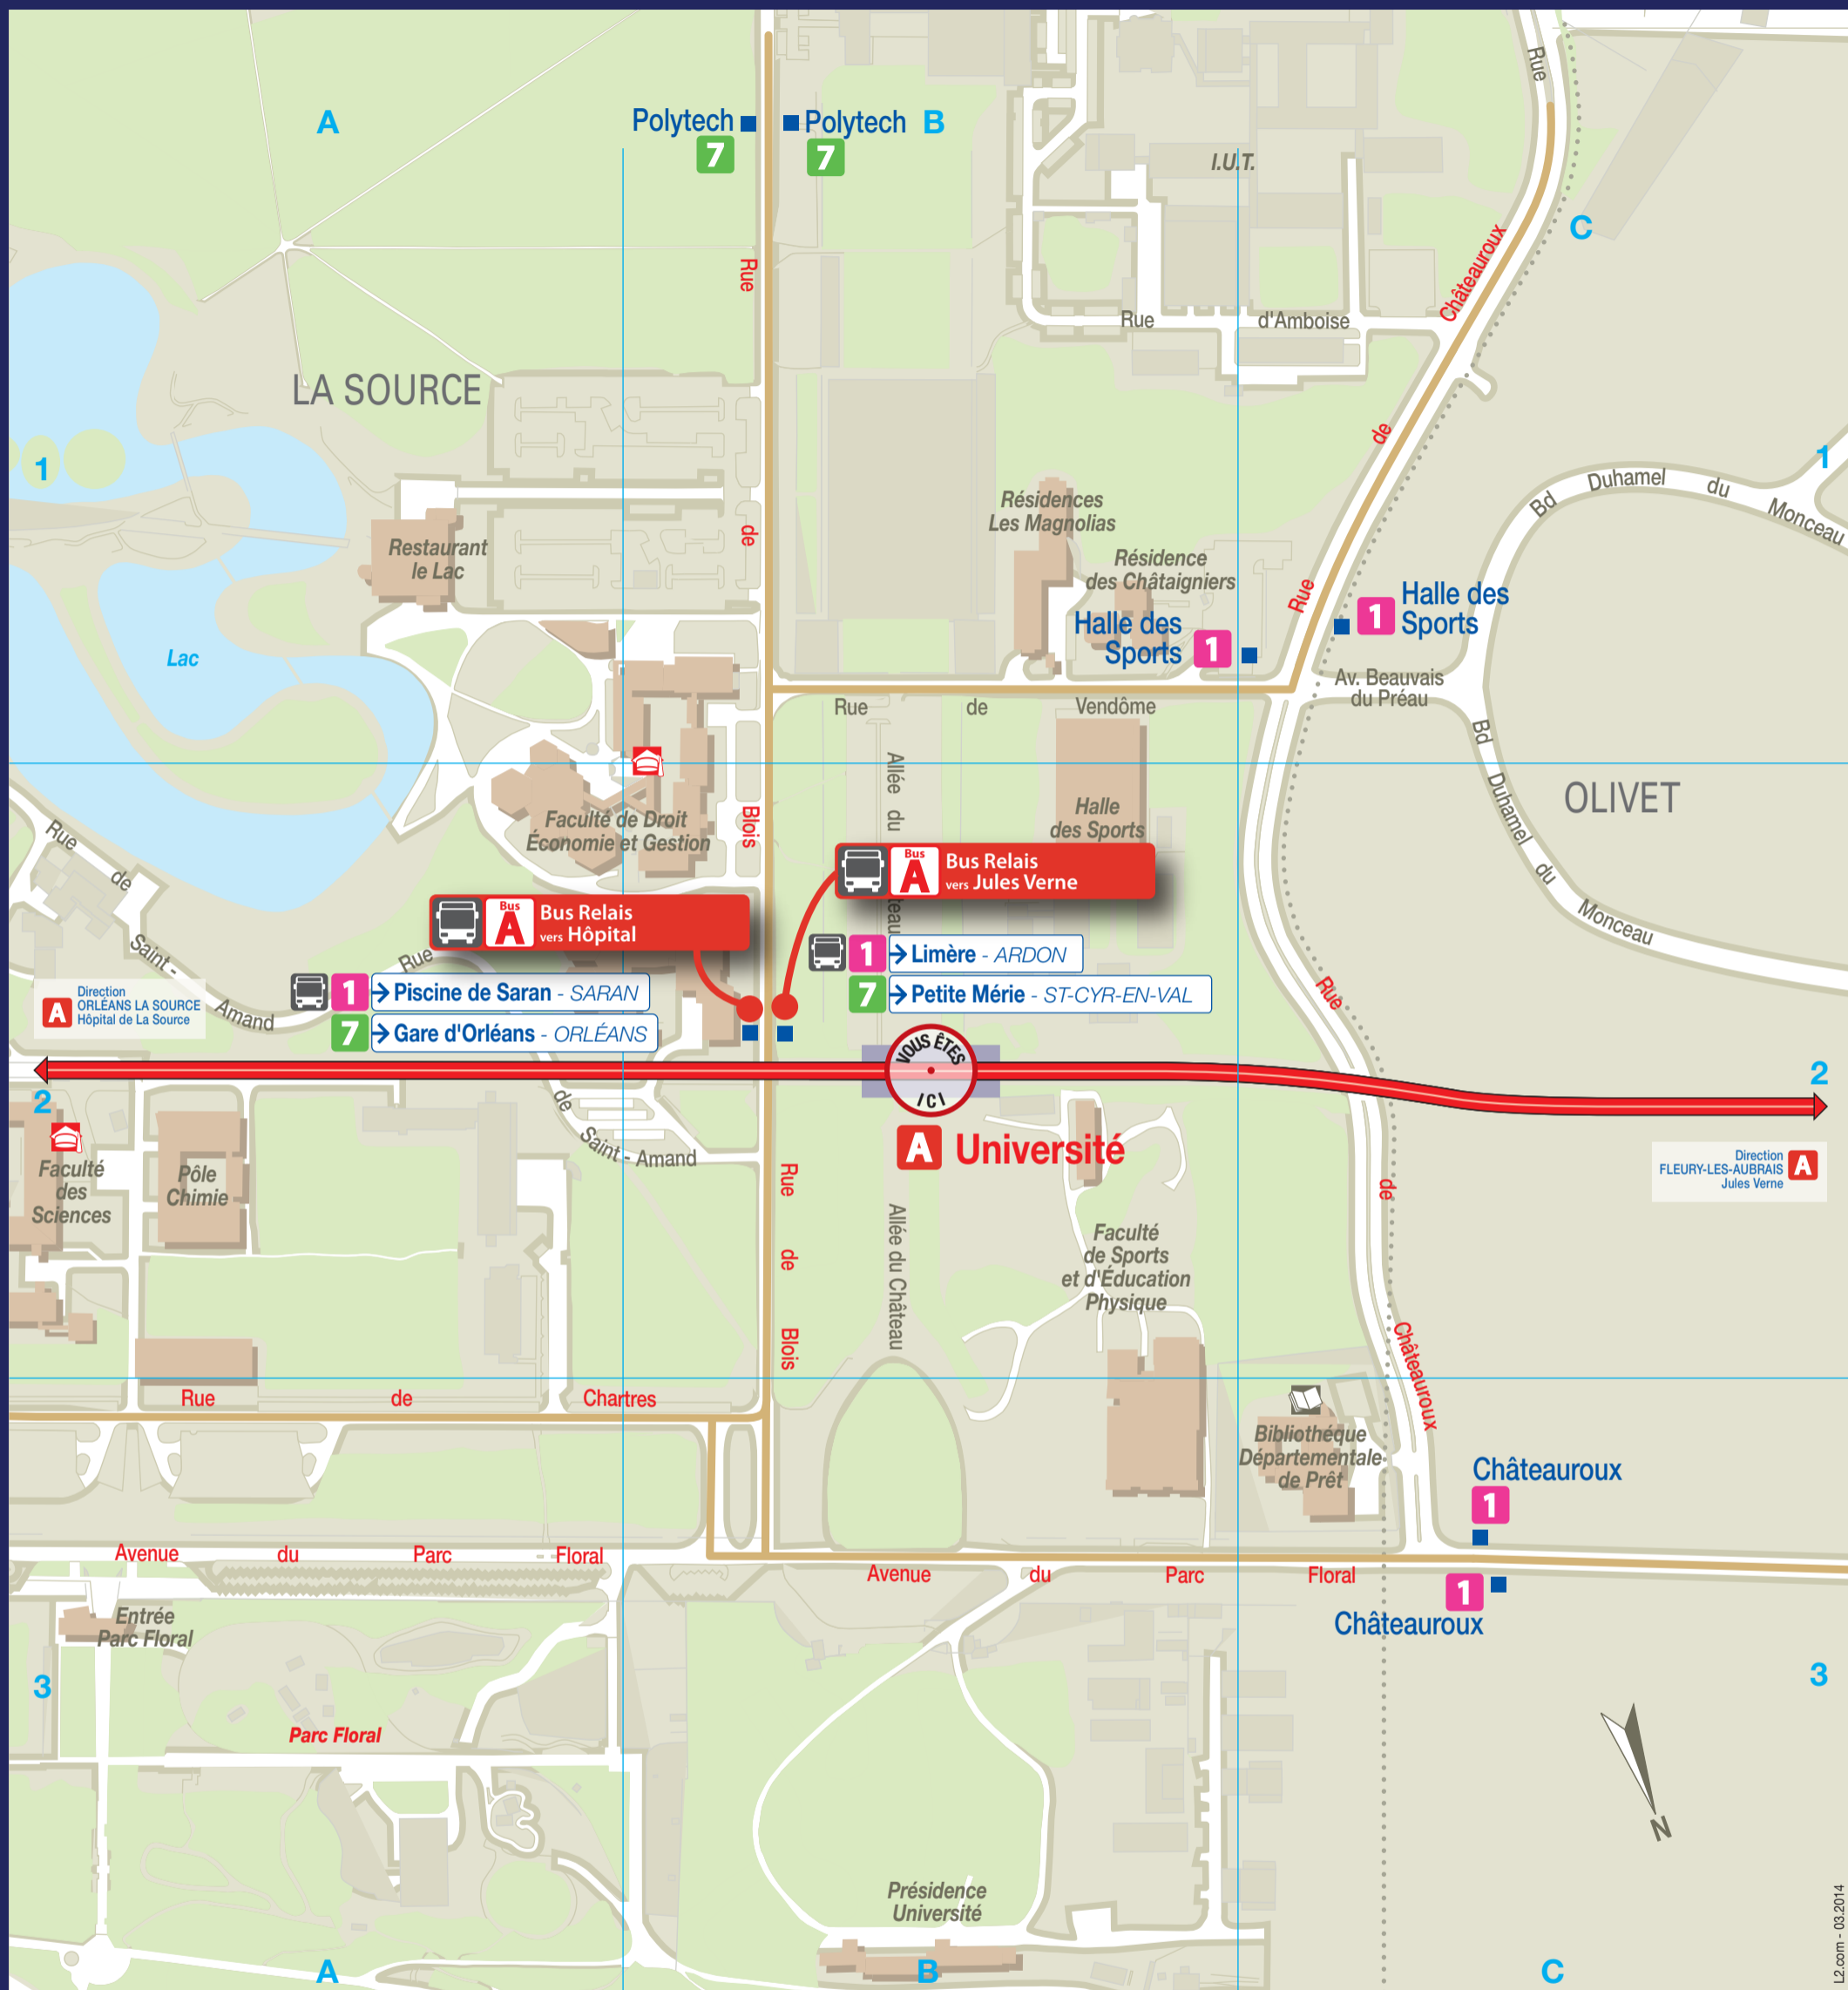 A
Polytech
7
Polytech
7
B
I.U.T.
Rue
C
Châteauroux
de
Rue
Rue
de
Blois
Rue d'Amboise
LA SOURCE
1
1
Bd Duhamel du Monceau
Résidences
Les Magnolias
Résidence
des Châtaigniers
Restaurant
le Lac
Halle des
Sports
1
1
Halle des
Sports
Lac
Av. Beauvais
du Préau
Rue de Vendôme
Bd Duhamel du Monceau
OLIVET
Allée du
teau
Halle
des Sports
Faculté de Droit
Économie et Gestion
Rue de
Saint-
Amand
Bus
A
Bus Relais
vers Jules Verne
Bus
A
Bus Relais
vers Hôpital
Rue
1
Limère - ARDON
7
Petite Mérie - ST-CYR-EN-VAL
1
Piscine de Saran - SARAN
7
Gare d'Orléans - ORLÉANS
A
Direction
ORLÉANS LA SOURCE
Hôpital de La Source
Rue
de
Châteauroux
VOUS ÊTES
ICI
2
2
de
Saint - Amand
A
Université
Direction
FLEURY-LES-AUBRAIS
Jules Verne
A
Faculté
des
Sciences
Pôle
Chimie
Rue
de
Blois
Allée du Château
Faculté
de Sports
et d'Éducation
Physique
Rue de Chartres
Bibliothéque
Départementale
de Prêt
Châteauroux
1
Avenue du Parc Floral
Avenue du Parc Floral
1
Châteauroux
Entrée
Parc Floral
3
3
Parc Floral
N
Présidence
Université
A
B
C
L2.com - 03.2014